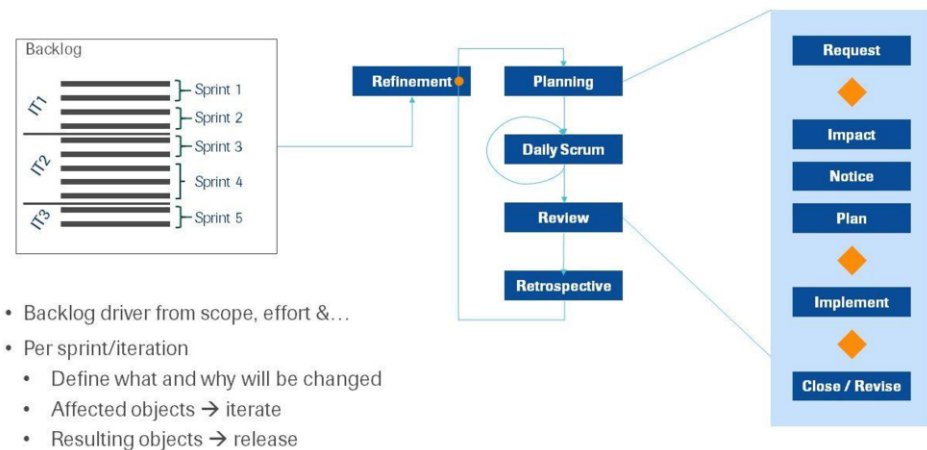 Backlog
IT1
Sprint 1
Sprint 2
IT2
Sprint 3
Sprint 4
IT3
Sprint 5
Refinement
Planning
Daily Scrum
Review
Retrospective
Request
Impact
Notice
Plan
Implement
Close / Revise
• Backlog driver from scope, effort &...
• Per sprint/iteration
• Define what and why will be changed
• Affected objects → iterate
• Resulting objects → release